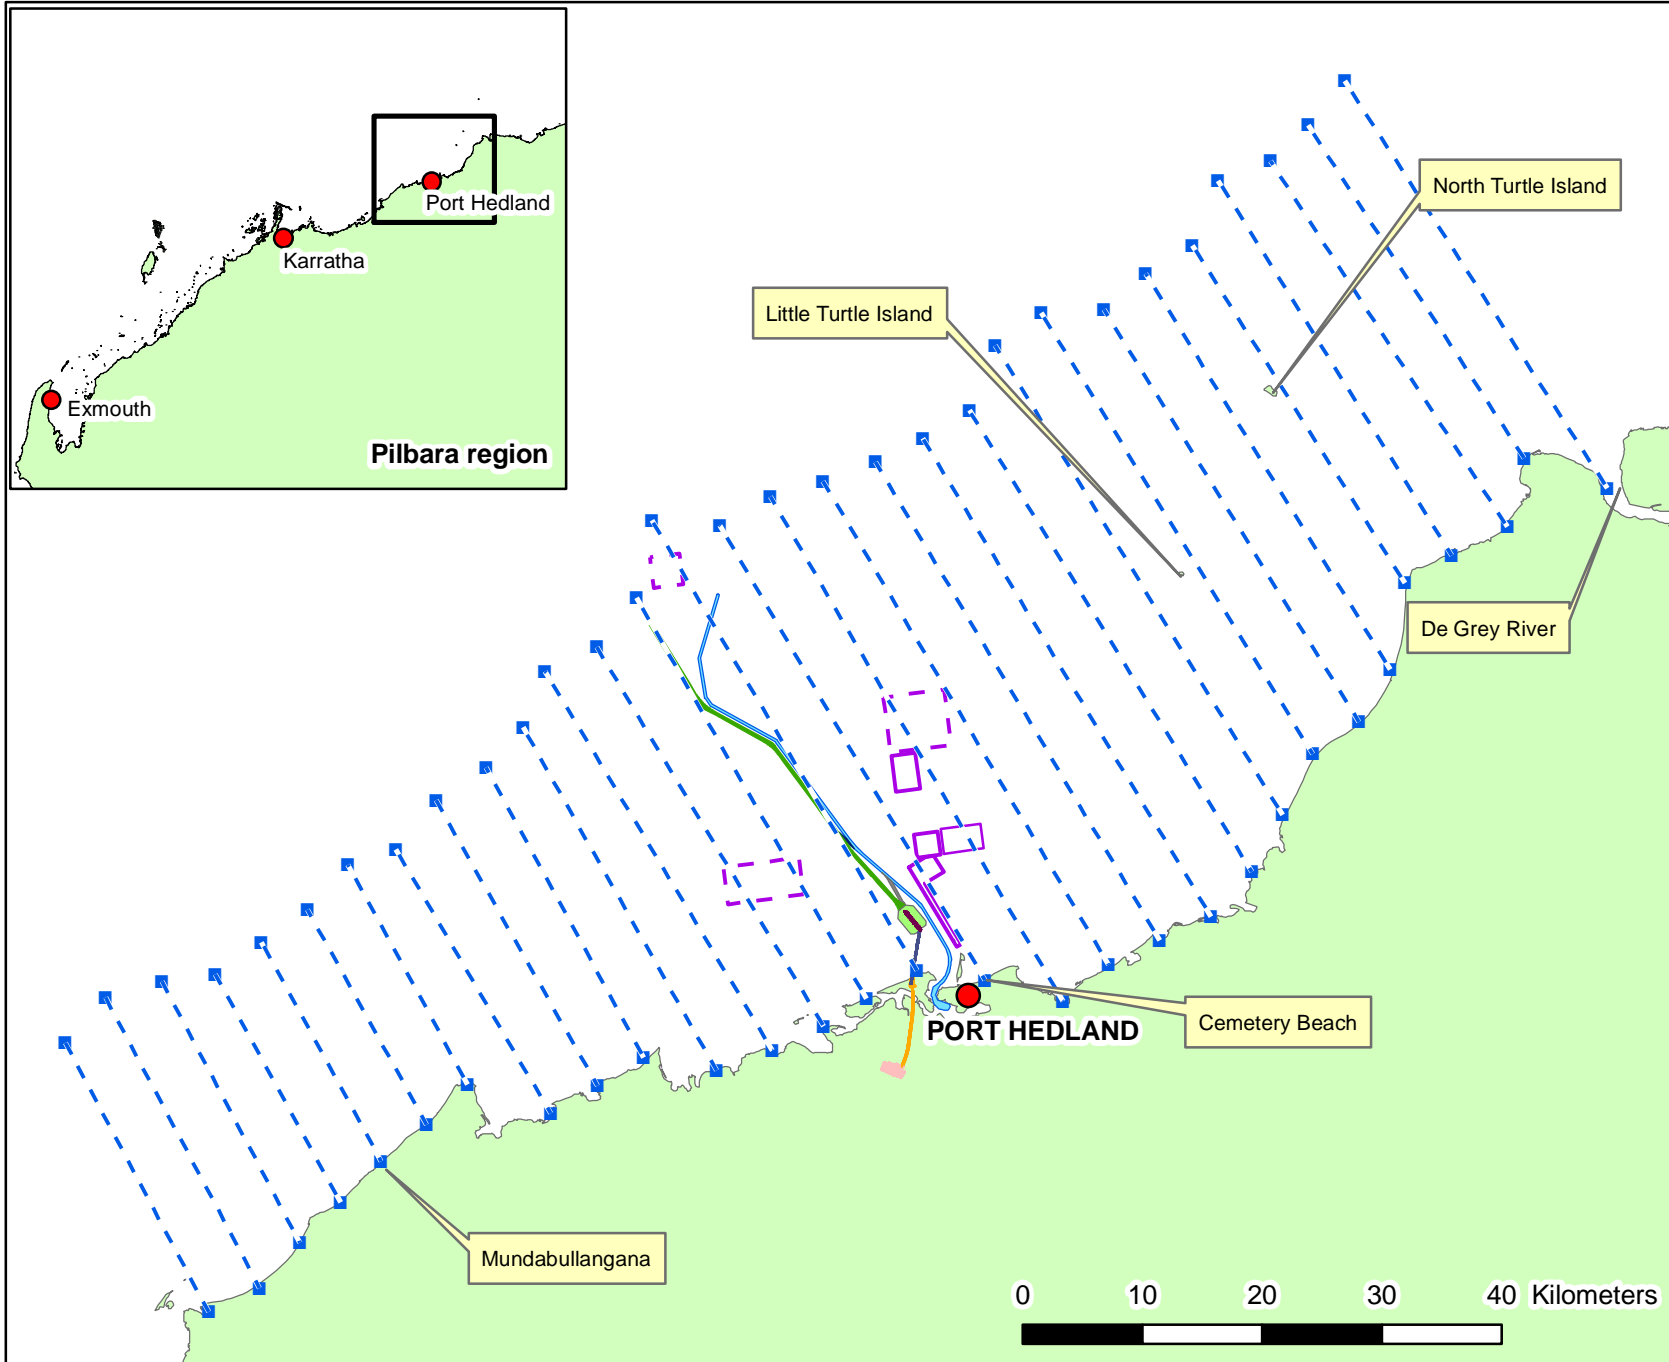 North Turtle Island
Port Hedland
Karratha
Little Turtle Island
Exmouth
Pilbara region
De Grey River
Cemetery Beach
PORT HEDLAND
Mundabullangana
0 10 20 30 40 Kilometers